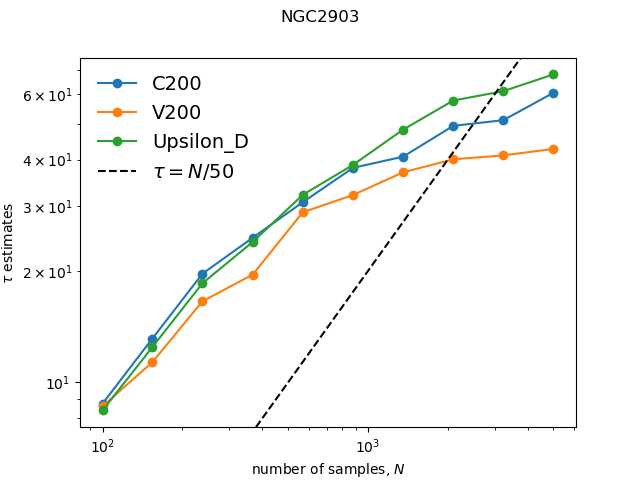 NGC2903
C200
V200
Upsilon_D
τ = N/50
6 × 10¹
4 × 10¹
3 × 10¹
2 × 10¹
10¹
τ estimates
10² 10³
number of samples, N